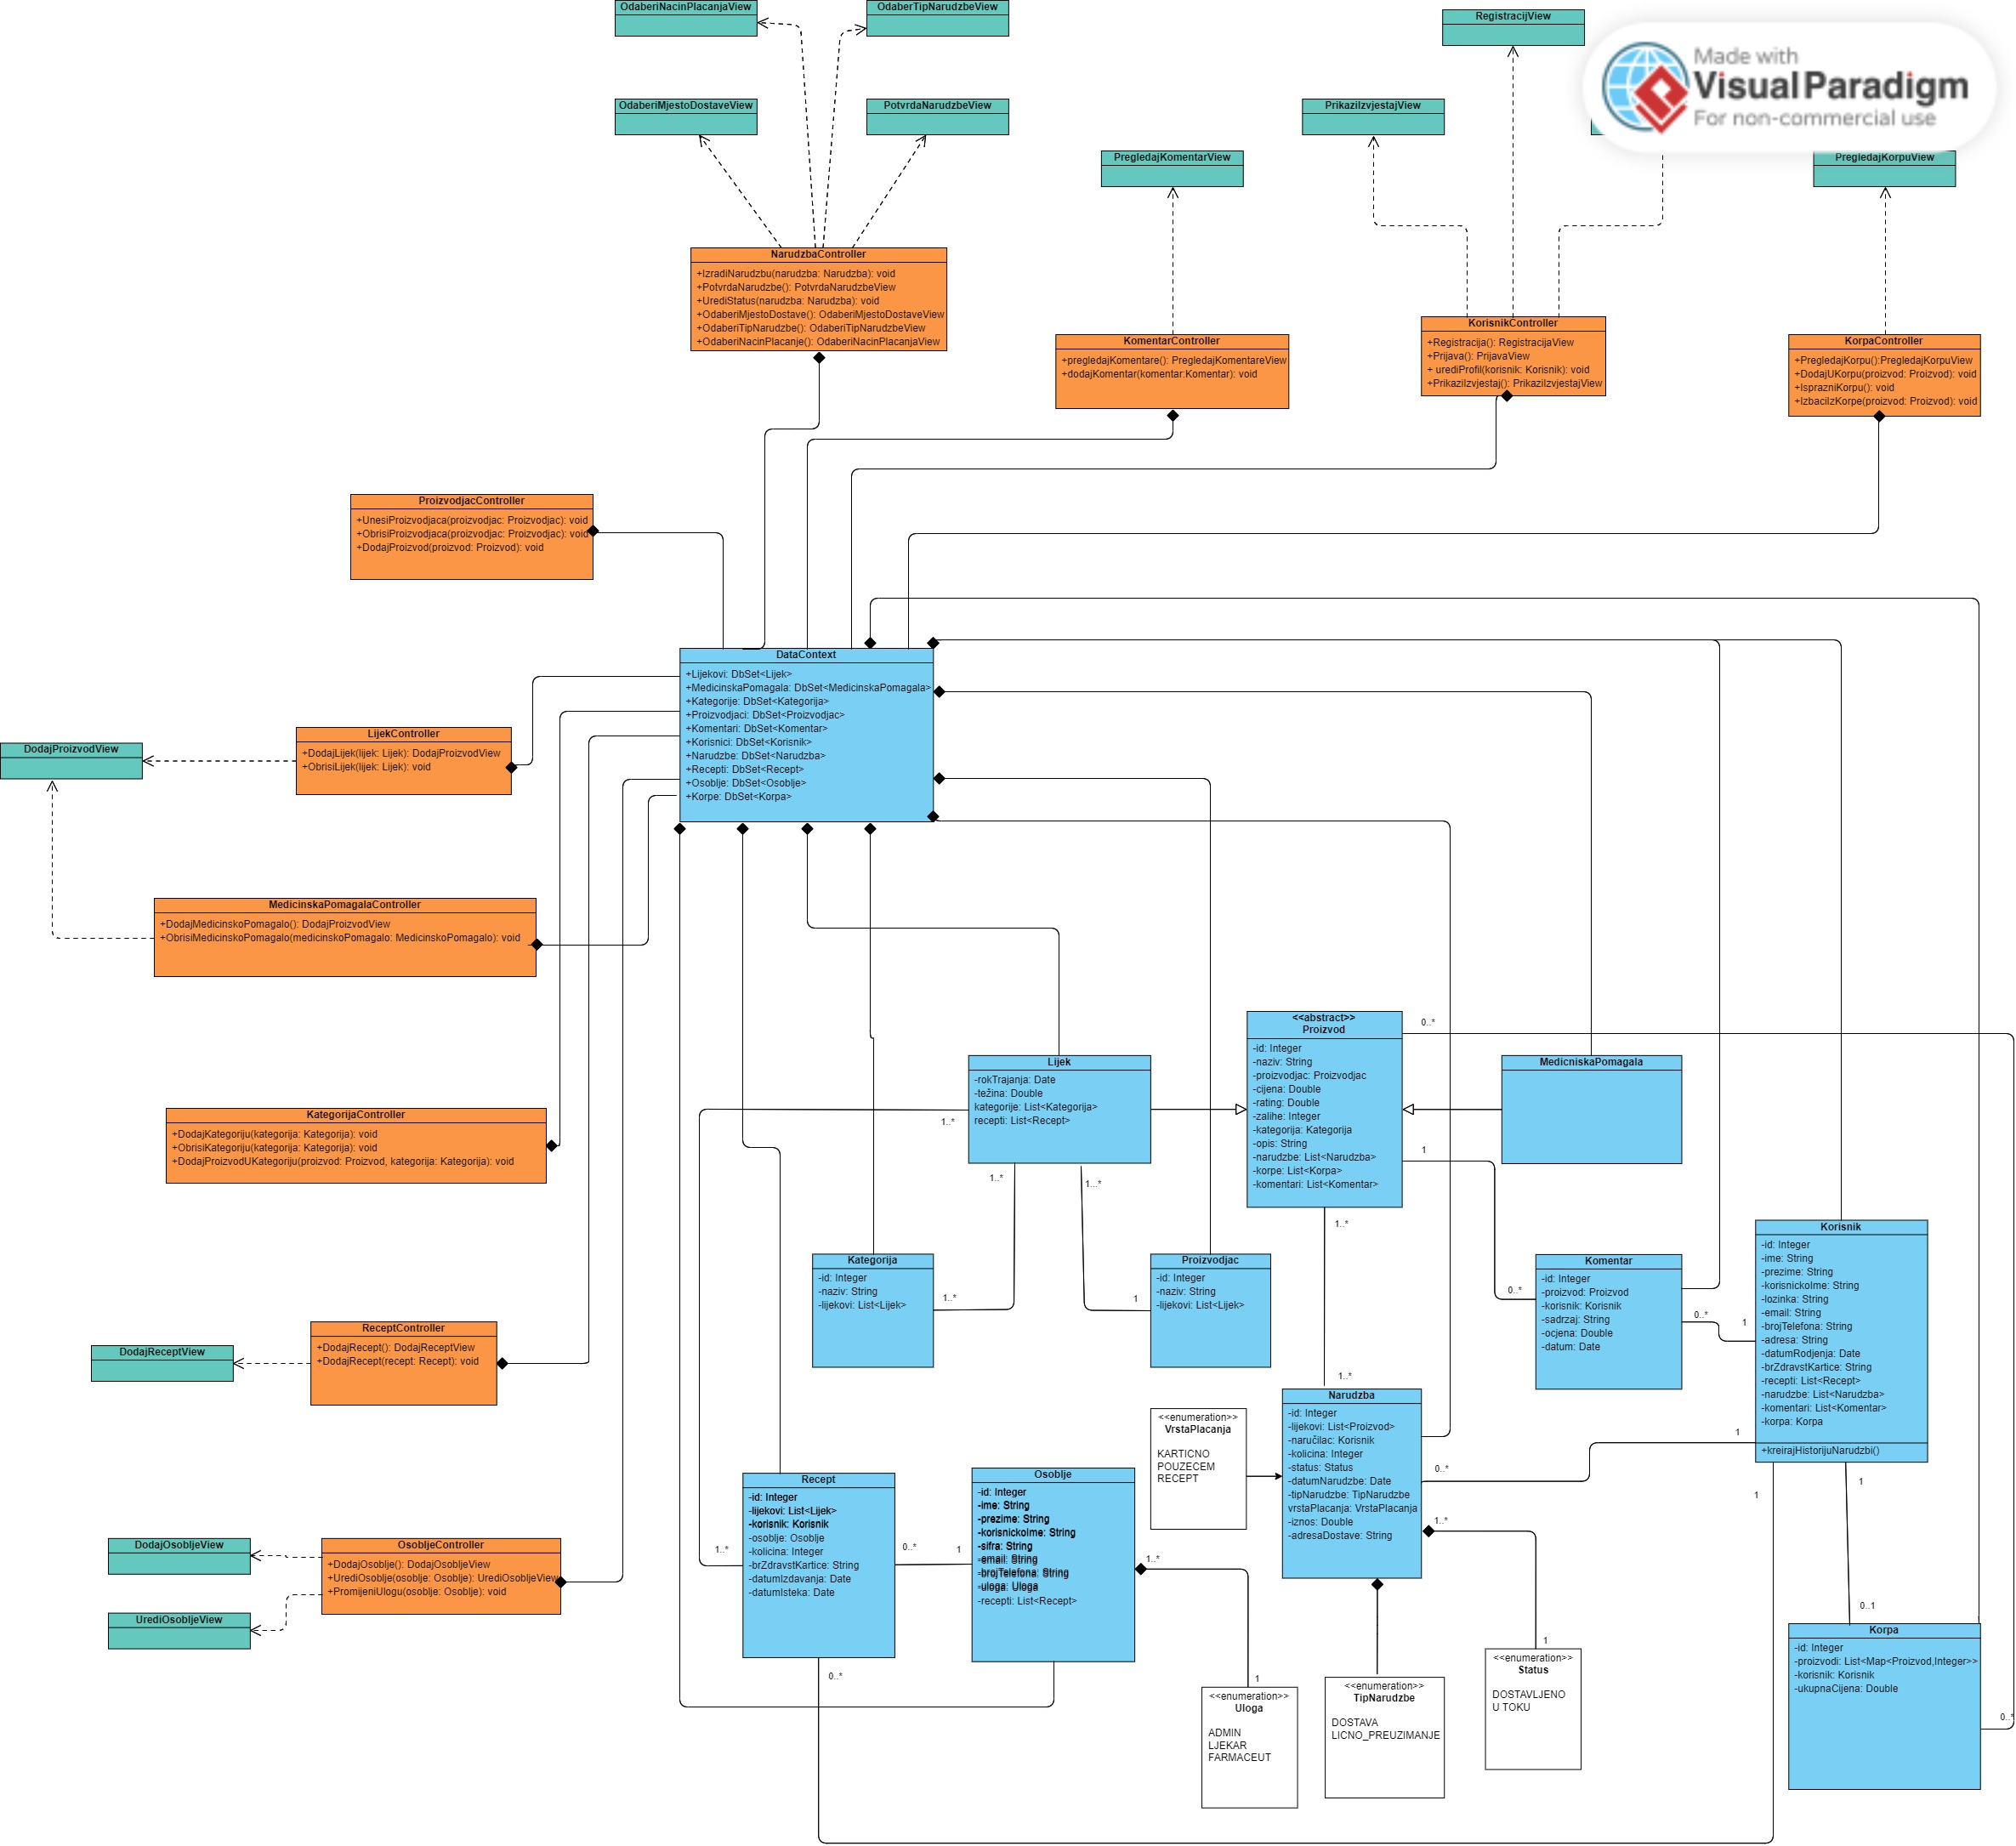 OdaberiNacinPlacanjaView
OdaberTipNarudzbeView
RegistracijView
Made with
Visual Paradigm
For non-commercial use
OdaberiMjestoDostaveView
PotvrdaNarudzbeView
PrikaziIzvjestajView
PregledajKomentarView
PregledajKorpuView
NarudzbaController
+IzradiNarudzbu(narudzba: Narudzba): void
+PotvrdaNarudzbe(): PotvrdaNarudzbeView
+UrediStatus(narudzba: Narudzba): void
+OdaberiMjestoDostave(): OdaberiMjestoDostaveView
+OdaberiTipNarudzbe(): OdaberiTipNarudzbeView
+OdaberiNacinPlacanje(): OdaberiNacinPlacanjaView
KomentarController
+pregledajKomentare(): PregledajKomentareView
+dodajKomentar(komentar:Komentar): void
KorisnikController
+Registracija(): RegistracijaView
+Prijava(): PrijavaView
+ urediProfil(korisnik: Korisnik): void
+PrikaziIzvjestaj(): PrikaziIzvjestajView
KorpaController
+PregledajKorpu():PregledajKorpuView
+DodajUKorpu(proizvod: Proizvod): void
+IsprazniKorpu(): void
+IzbaciIzKorpe(proizvod: Proizvod): void
ProizvodjacController
+UnesiProizvodjaca(proizvodjac: Proizvodjac): void
+ObrisiProizvodjaca(proizvodjac: Proizvodjac): void
+DodajProizvod(proizvod: Proizvod): void
DataContext
+Lijekovi: DbSet<Lijek>
+MedicinskaPomagala: DbSet<MedicinskaPomagala>
+Kategorije: DbSet<Kategorija>
+Proizvodjaci: DbSet<Proizvodjac>
+Komentari: DbSet<Komentar>
+Korisnici: DbSet<Korisnik>
+Narudzbe: DbSet<Narudzba>
+Recepti: DbSet<Recept>
+Osoblje: DbSet<Osoblje>
+Korpe: DbSet<Korpa>
DodajProizvodView
LijekController
+DodajLijek(lijek: Lijek): DodajProizvodView
+ObrisiLijek(lijek: Lijek): void
MedicinskaPomagalaController
+DodajMedicinskoPomagalo(): DodajProizvodView
+ObrisiMedicinskoPomagalo(medicinskoPomagalo: MedicinskoPomagalo): void
KategorijaController
+DodajKategoriju(kategorija: Kategorija): void
+ObrisiKategoriju(kategorija: Kategorija): void
+DodajProizvodUKategoriju(proizvod: Proizvod, kategorija: Kategorija): void
Lijek
-rokTrajanja: Date
-težina: Double
kategorije: List<Kategorija>
recepti: List<Recept>
1..*
1..*
1...*
<<abstract>>
Proizvod
-id: Integer
-naziv: String
-proizvodjac: Proizvodjac
-cijena: Double
-rating: Double
-zalihe: Integer
-kategorija: Kategorija
-opis: String
-narudzbe: List<Narudzba>
-korpe: List<Korpa>
-komentari: List<Komentar>
0..*
1
1..*
MedicniskaPomagala
Kategorija
-id: Integer
-naziv: String
-lijekovi: List<Lijek>
1..*
Proizvodjac
-id: Integer
-naziv: String
-lijekovi: List<Lijek>
1
Komentar
-id: Integer
-proizvod: Proizvod
-korisnik: Korisnik
-sadrzaj: String
-ocjena: Double
-datum: Date
0..*
0..*
1
Korisnik
-id: Integer
-ime: String
-prezime: String
-korisnickoIme: String
-lozinka: String
-email: String
-brojTelefona: String
-adresa: String
-datumRodjenja: Date
-brZdravstKartice: String
-recepti: List<Recept>
-narudzbe: List<Narudzba>
-komentari: List<Komentar>
-korpa: Korpa
+kreirajHistorijuNarudzbi()
1
1
1
DodajReceptView
ReceptController
+DodajRecept(): DodajReceptView
+DodajRecept(recept: Recept): void
1..*
Narudzba
-id: Integer
-lijekovi: List<Proizvod>
-naručilac: Korisnik
-kolicina: Integer
-status: Status
-datumNarudzbe: Date
-tipNarudzbe: TipNarudzbe
vrstaPlacanja: VrstaPlacanja
-iznos: Double
-adresaDostave: String
0..*
1..*
<<enumeration>>
VrstaPlacanja
KARTICNO
POUZECEM
RECEPT
Recept
-id: Integer
-lijekovi: List<Lijek>
-korisnik: Korisnik
-osoblje: Osoblje
-kolicina: Integer
-brZdravstKartice: String
-datumIzdavanja: Date
-datumIsteka: Date
1..*
0..*
1
0..*
Osoblje
-id: Integer
-ime: String
-prezime: String
-korisnickoIme: String
-sifra: String
-email: String
-brojTelefona: String
-uloga: Uloga
-recepti: List<Recept>
1..*
DodajOsobljeView
UrediOsobljeView
OsobljeController
+DodajOsoblje(): DodajOsobljeView
+UrediOsoblje(osoblje: Osoblje): UrediOsobljeView
+PromijeniUlogu(osoblje: Osoblje): void
1
<<enumeration>>
Uloga
ADMIN
LJEKAR
FARMACEUT
<<enumeration>>
TipNarudzbe
DOSTAVA
LICNO_PREUZIMANJE
1
<<enumeration>>
Status
DOSTAVLJENO
U TOKU
0..1
Korpa
-id: Integer
-proizvodi: List<Map<Proizvod,Integer>>
-korisnik: Korisnik
-ukupnaCijena: Double
0..*